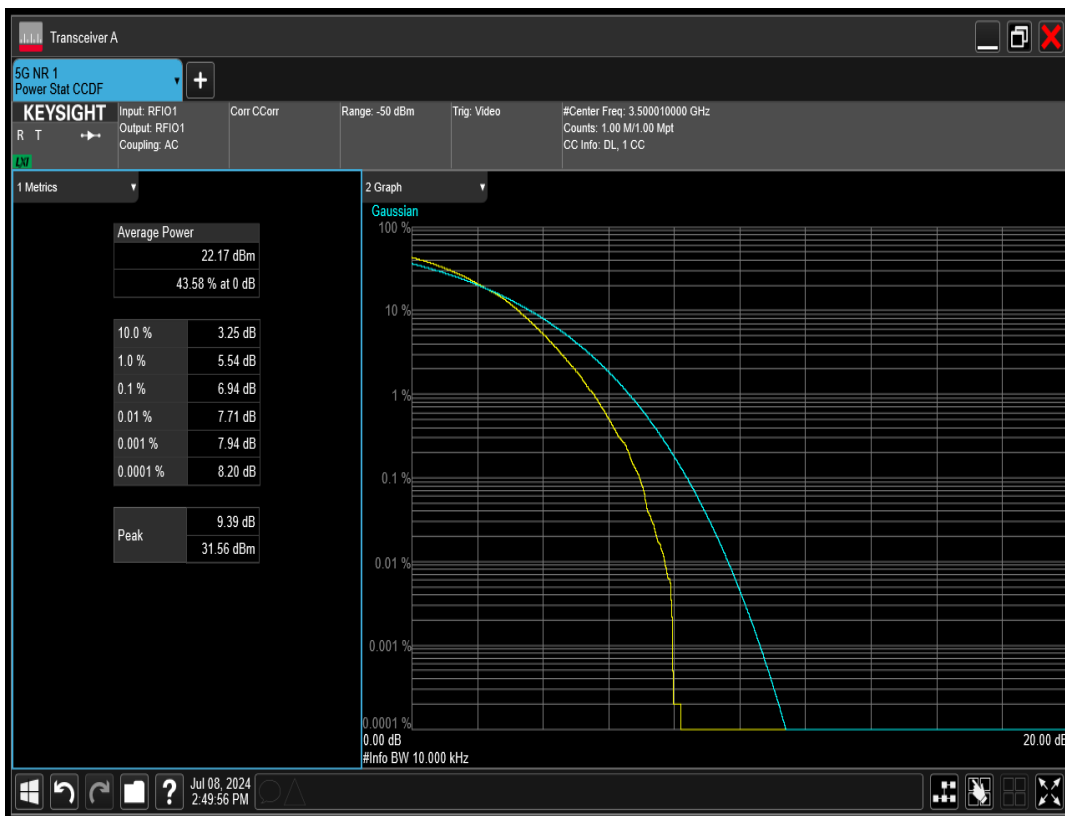 Transceiver A
5G NR 1
Power Stat CCDF
+
KEYSIGHT
R T
LXI
Input: RFIO1
Output: RFIO1
Coupling: AC
Corr CCorr
Range: -50 dBm
Trig: Video
#Center Freq: 3.500010000 GHz
Counts: 1.00 M/1.00 Mpt
CC Info: DL, 1 CC
1 Metrics
Average Power
22.17 dBm
43.58 % at 0 dB
10.0 % 3.25 dB
1.0 % 5.54 dB
0.1 % 6.94 dB
0.01 % 7.71 dB
0.001 % 7.94 dB
0.0001 % 8.20 dB
Peak
9.39 dB
31.56 dBm
2 Graph
Gaussian
100 %
10 %
1 %
0.1 %
0.01 %
0.001 %
0.0001 %
0.00 dB 20.00 dB
#Info BW 10.000 kHz
?
Jul 08, 2024
2:49:56 PM